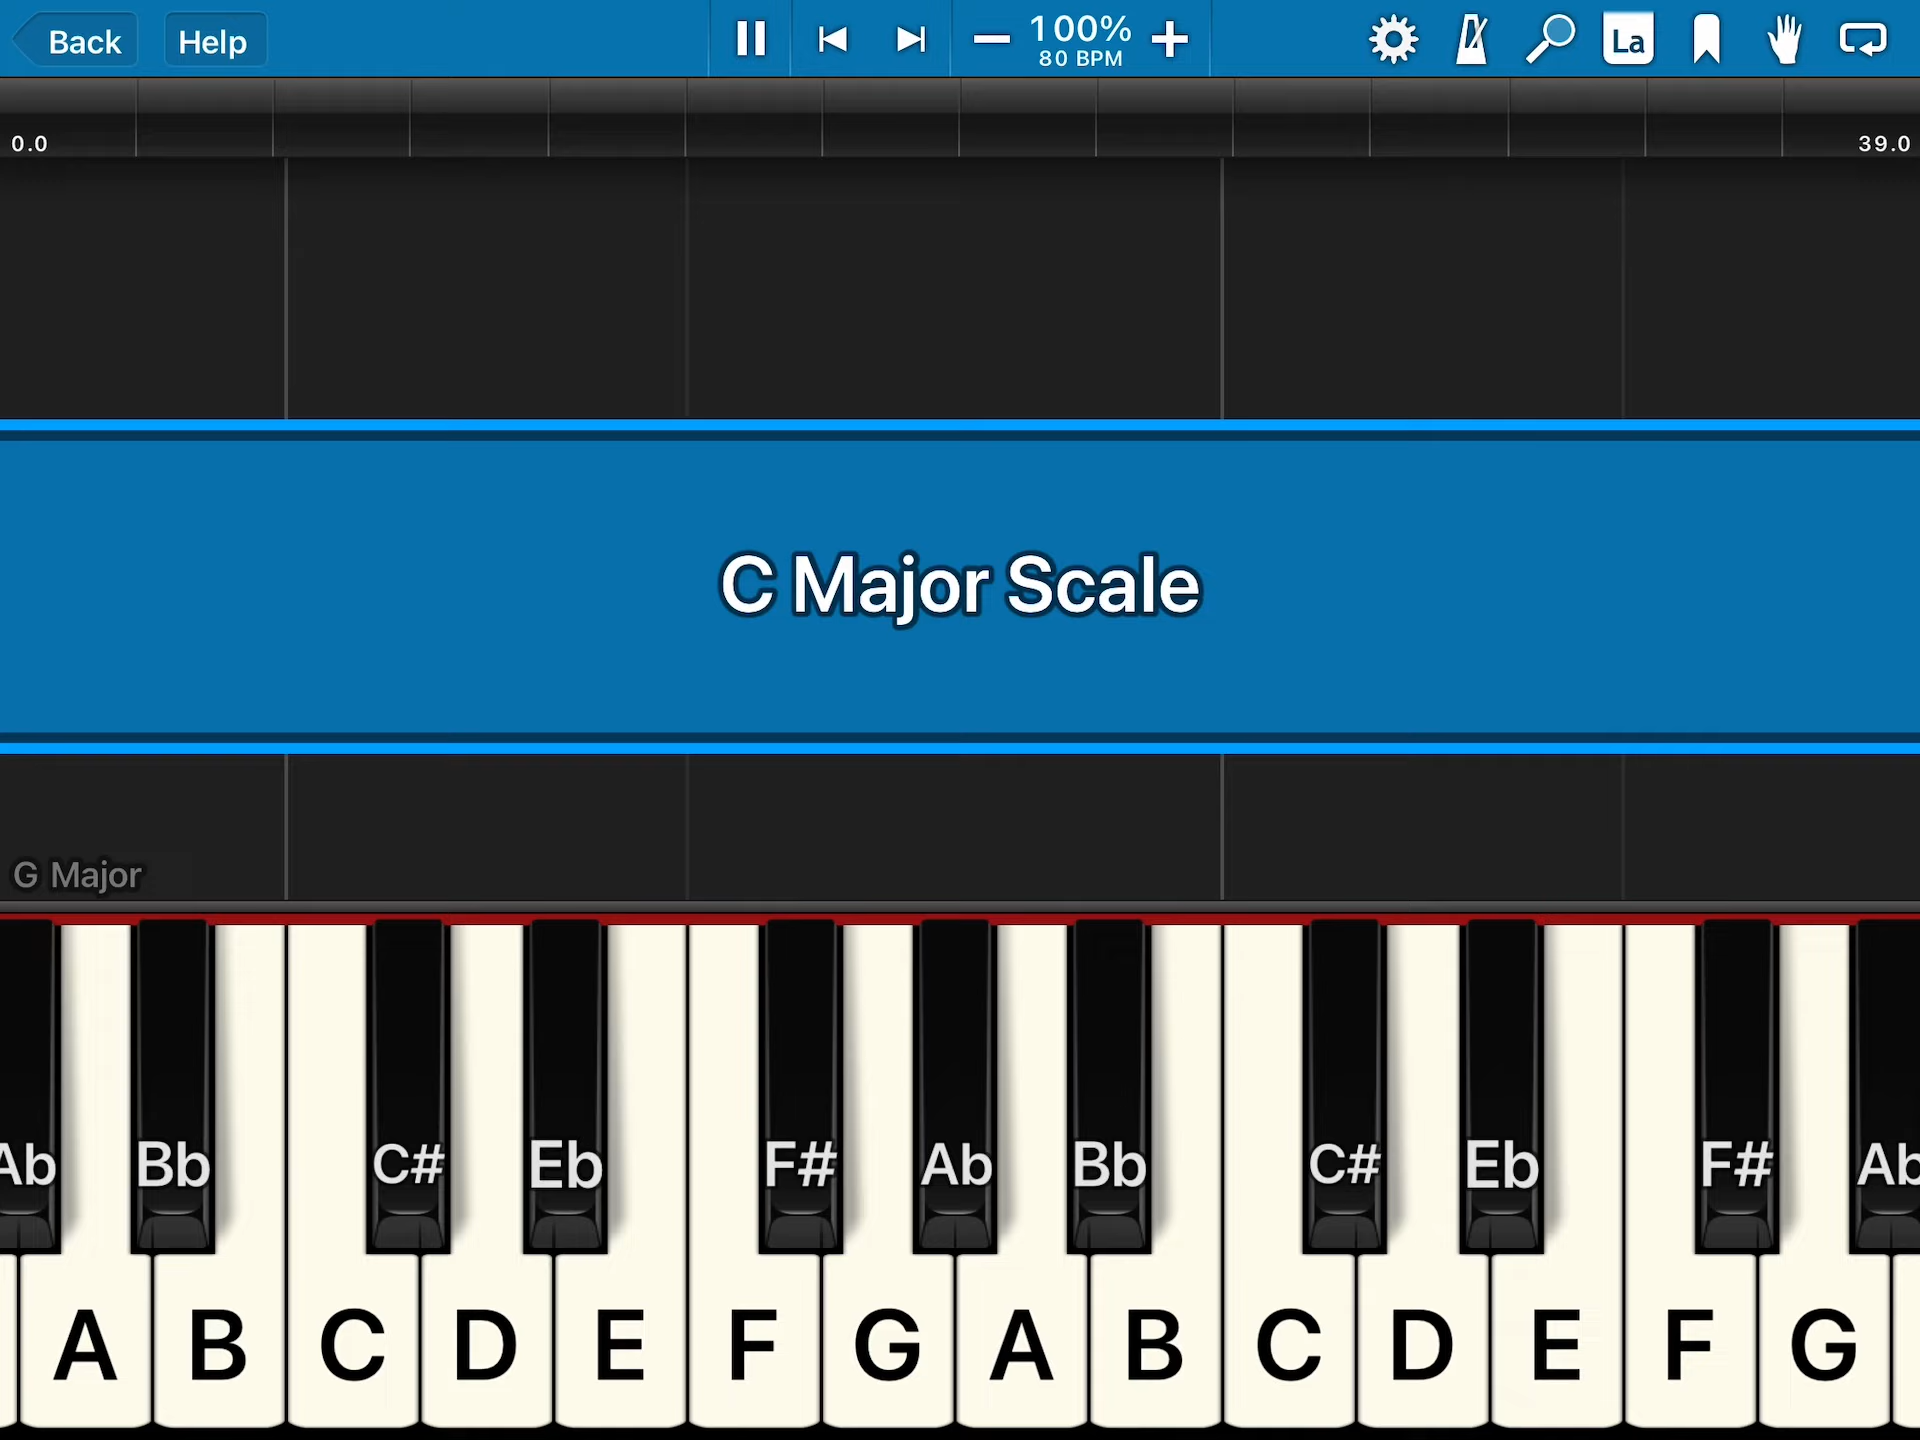 Back Help 100% La
80 BPM
0.0 39.0
C Major Scale
G Major
Ab Bb C# Eb F# Ab Bb C# Eb F# Ab
A B C D E F G A B C D E F G